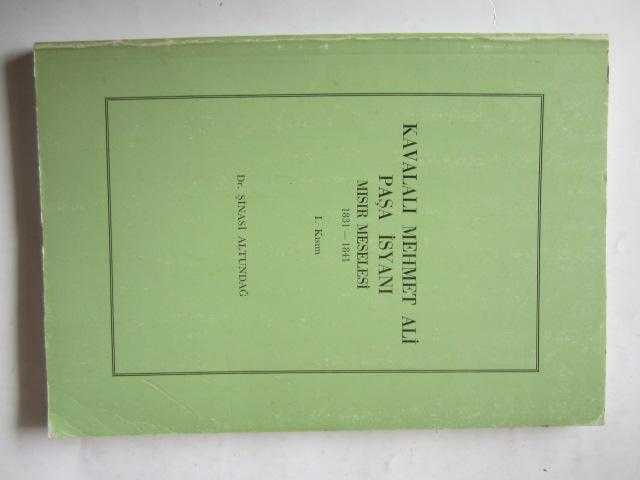 KAVALALI MEHMET ALİ
PAŞA İSYANI
MISIR MESELESİ
1831 — 1841
I. Kısım
Dr. ŞİNASİ ALTUNDAĞ